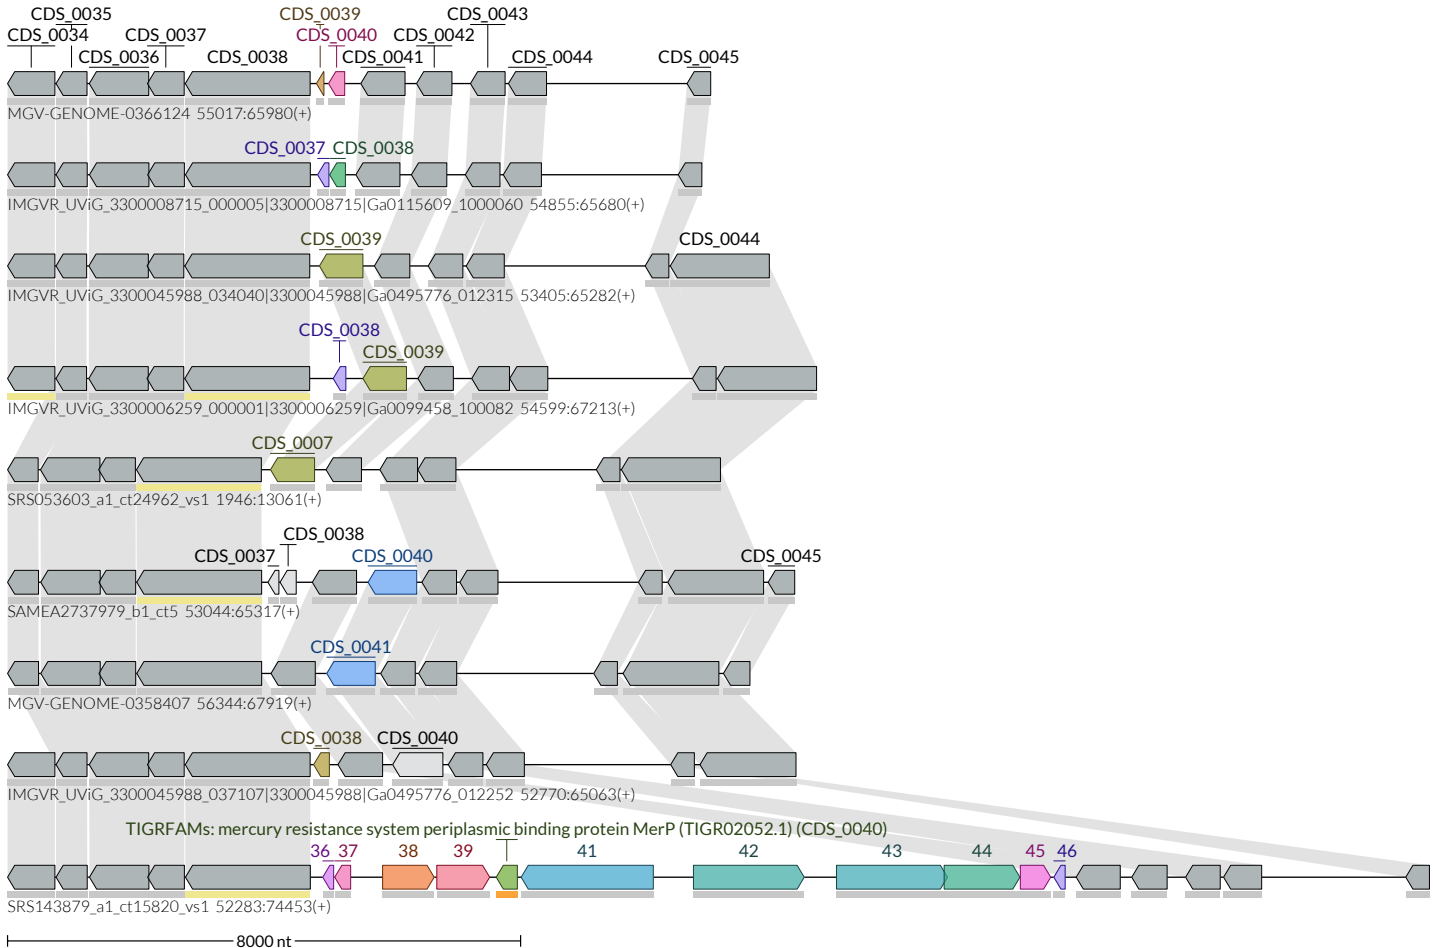 CDS_0035 CDS_0039 CDS_0043
CDS_0034 CDS_0037 CDS_0040 CDS_0042
CDS_0036 CDS_0038 CDS_0041 CDS_0044 CDS_0045
MGV-GENOME-0366124 55017:65980(+)
CDS_0037 CDS_0038
IMGVR_UViG_3300008715_000005|3300008715|Ga0115609_1000060 54855:65680(+)
CDS_0039 CDS_0044
IMGVR_UViG_3300045988_034040|3300045988|Ga0495776_012315 53405:65282(+)
CDS_0038
CDS_0039
IMGVR_UViG_3300006259_000001|3300006259|Ga0099458_100082 54599:67213(+)
CDS_0007
SRS053603_a1_ct24962_vs1 1946:13061(+)
CDS_0038
CDS_0037 CDS_0040 CDS_0045
SAMEA2737979_b1_ct5 53044:65317(+)
CDS_0041
MGV-GENOME-0358407 56344:67919(+)
CDS_0038 CDS_0040
IMGVR_UViG_3300045988_037107|3300045988|Ga0495776_012252 52770:65063(+)
TIGRFAMs: mercury resistance system periplasmic binding protein MerP (TIGR02052.1) (CDS_0040)
36 37 38 39 41 42 43 44 45 46
SRS143879_a1_ct15820_vs1 52283:74453(+)
8000 nt